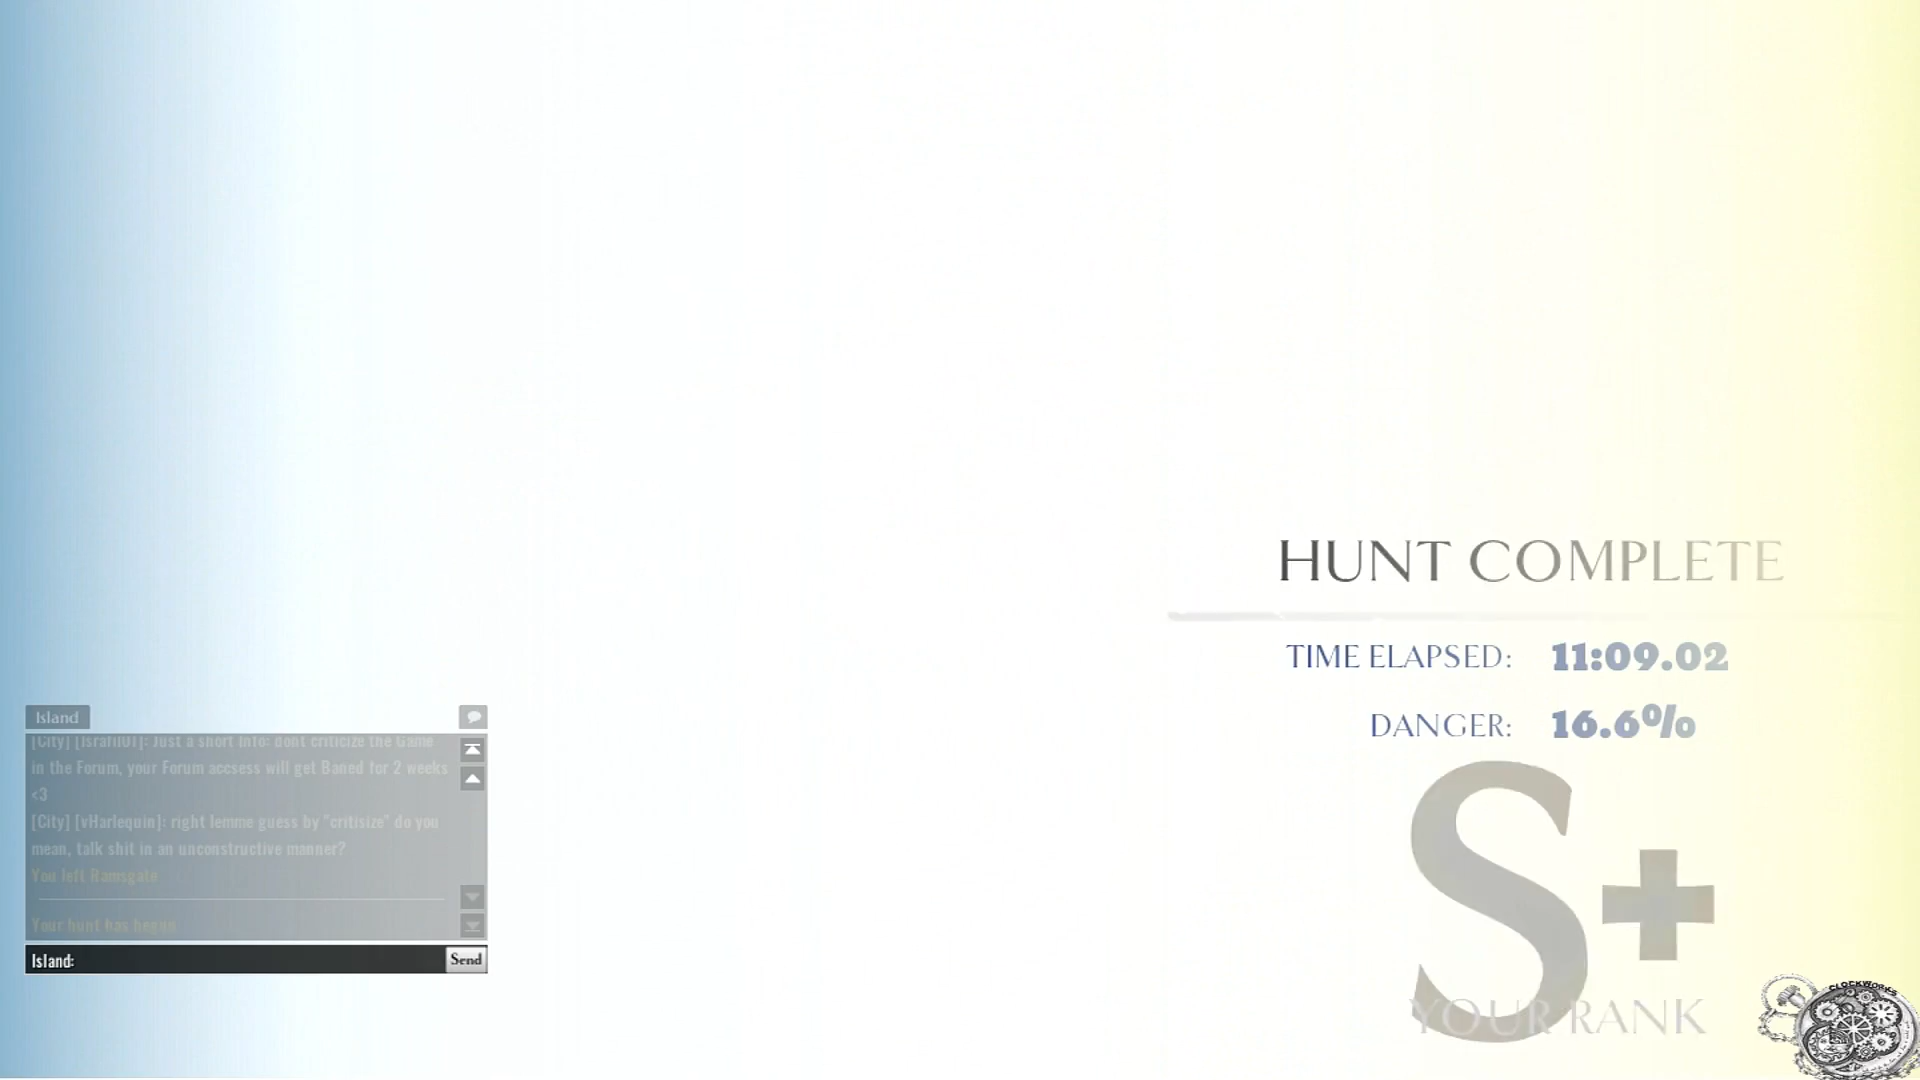 HUNT COMPLETE
TIME ELAPSED: 11:09.02
DANGER: 16.6%
S+
YOUR RANK
Island
[City] [Israfil01]: Just a short info: dont criticize the Game
in the Forum, your Forum accsess will get Baned for 2 weeks
<3
[City] [vHarlequin]: right lemme guess by "critisize" do you
mean, talk shit in an unconstructive manner?
You left Ramsgate
Your hunt has begun
Island:
Send
CLOCKWORKS